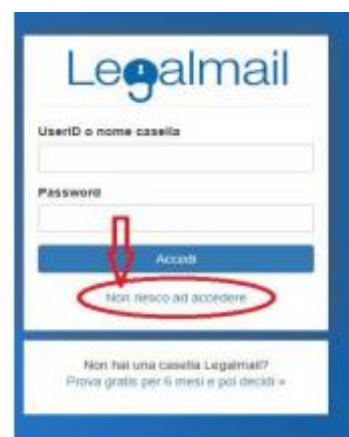 Legalmail
UserID o nome casella
Password
Accedi
Non riesco ad accedere
Non hai una casella Legalmail?
Prova gratis per 6 mesi e poi decidi »